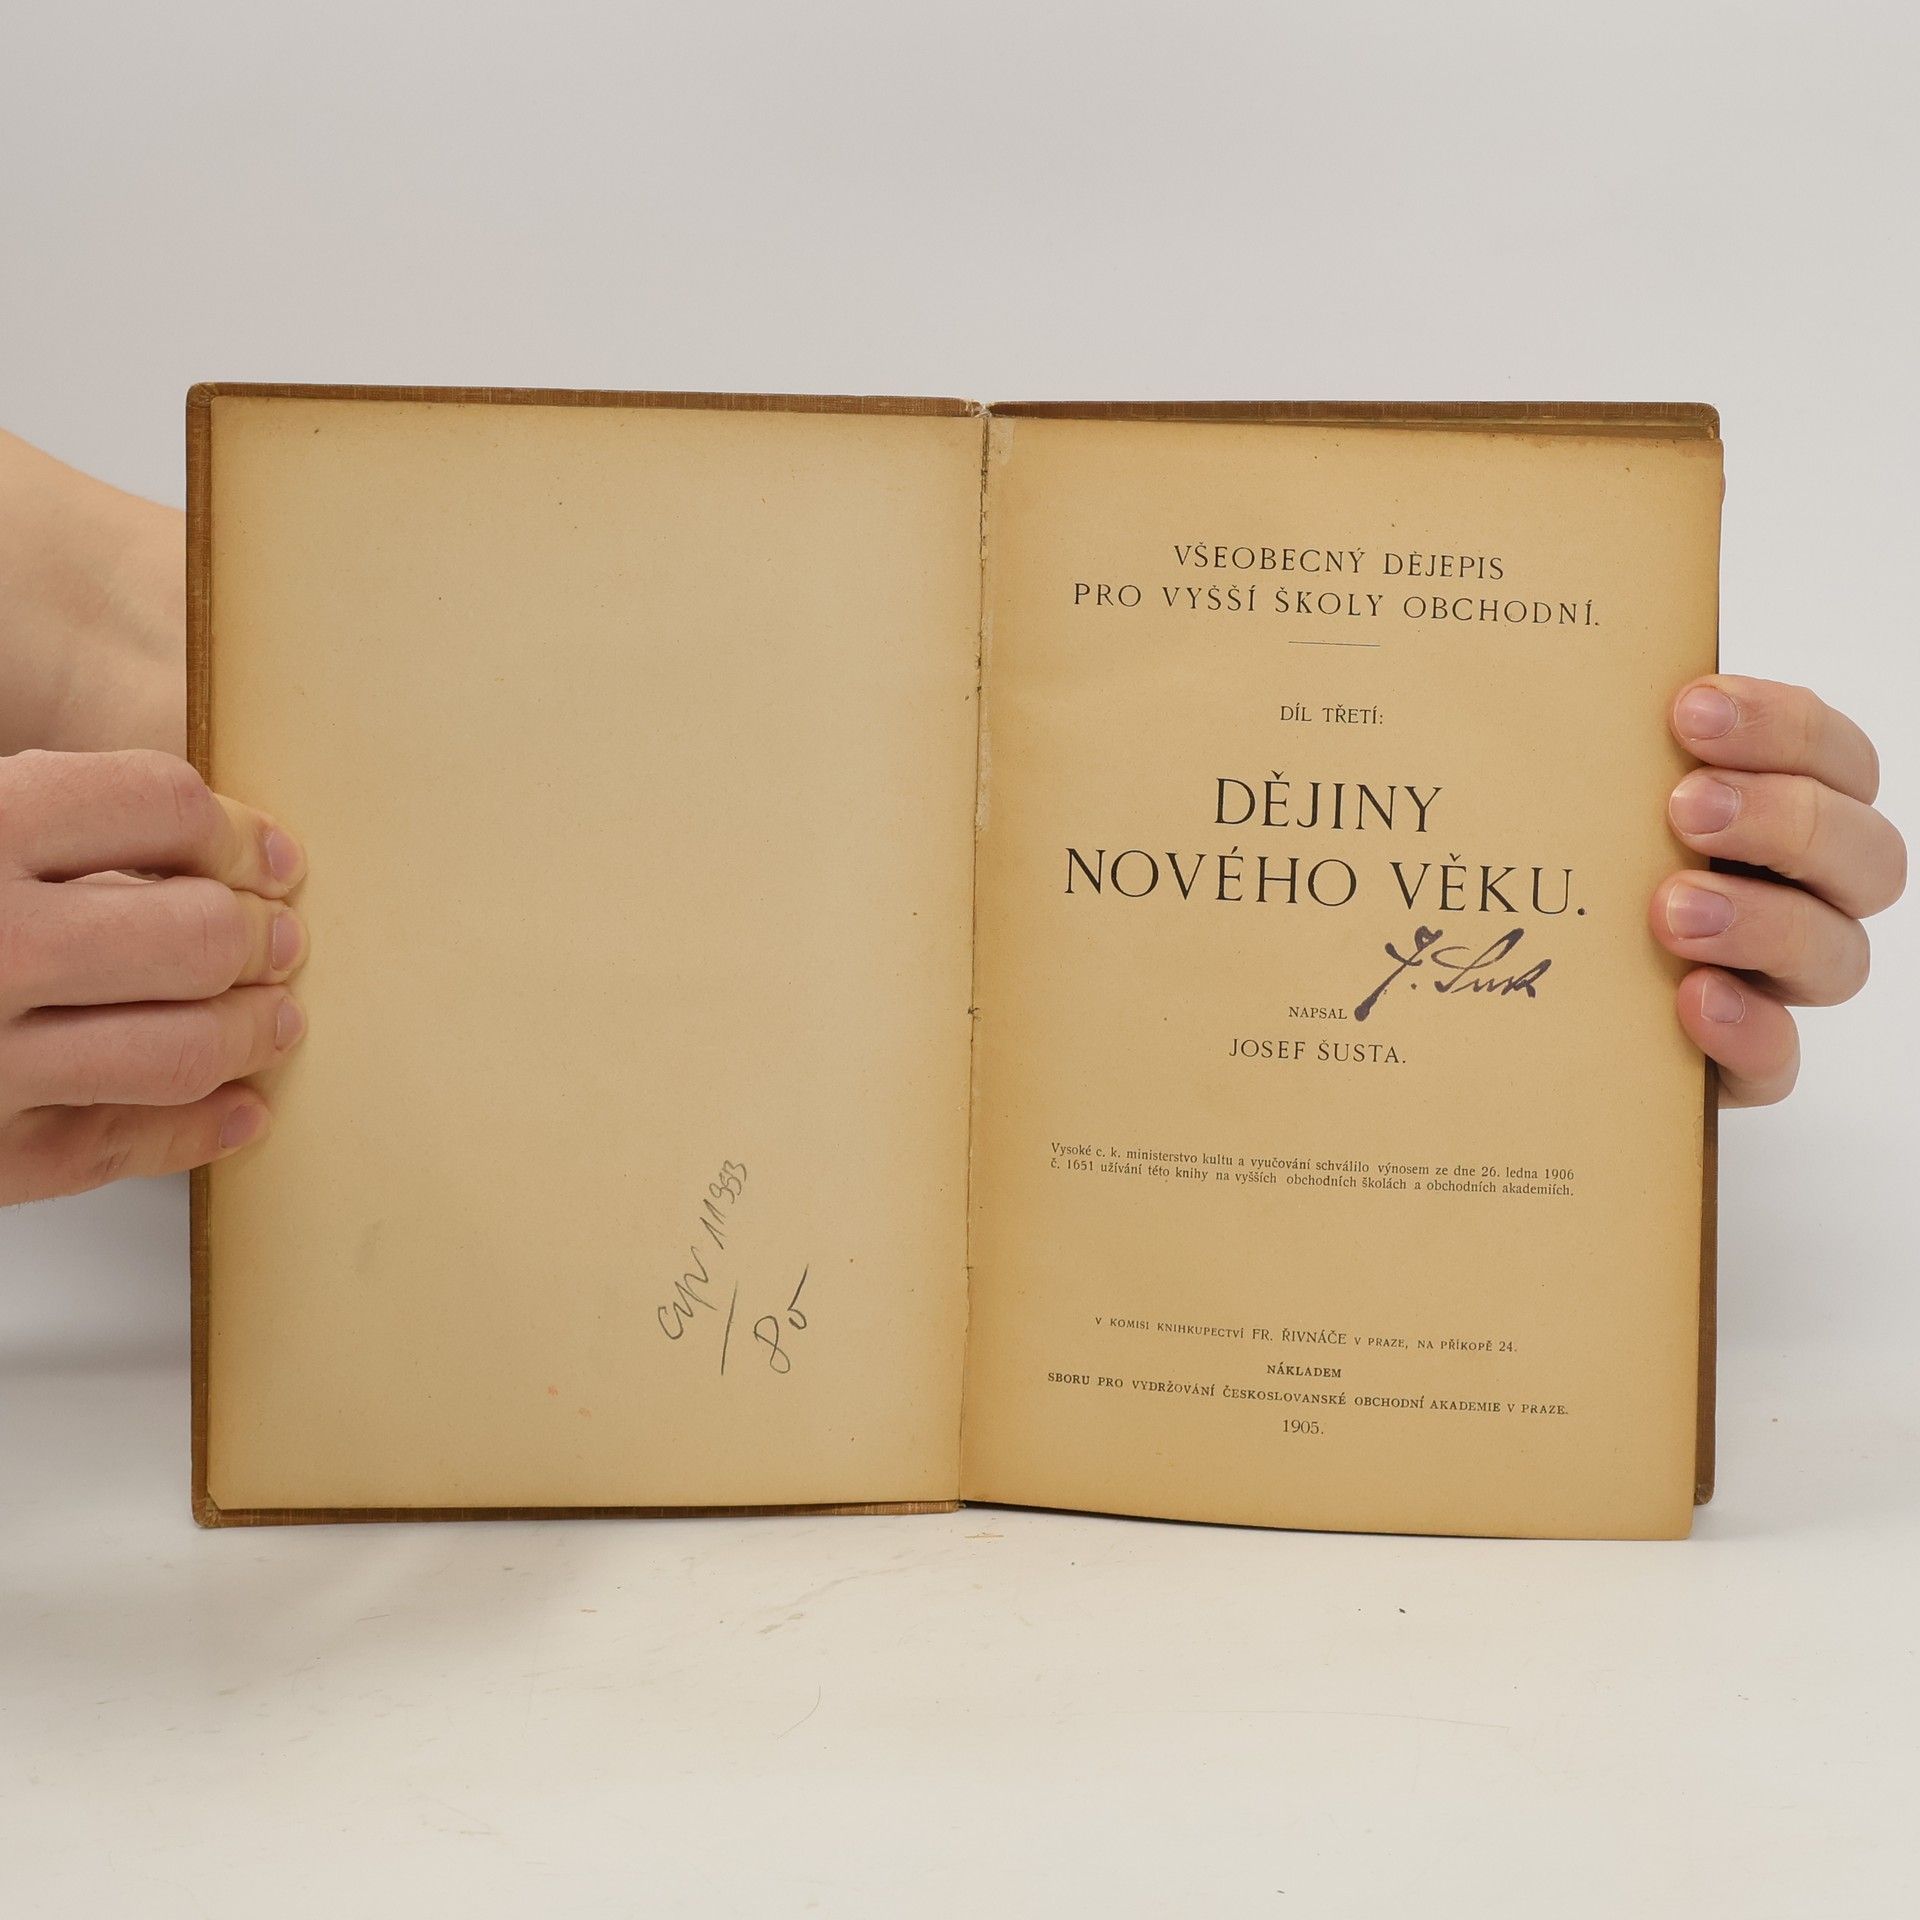 11953
80
VŠEOBECNÝ DĚJEPIS
PRO VYŠŠÍ ŠKOLY OBCHODNÍ.
DÍL TŘETÍ:
DĚJINY
NOVÉHO VĚKU.
NAPSAL
JOSEF ŠUSTA.
Vysoké c. k. ministerstvo kultu a vyučování schválilo výnosem ze dne 26. ledna 1906
č. 1651 užívání této knihy na vyšších obchodních školách a obchodních akademiích.
V KOMISI KNIHKUPECTVÍ FR. ŘIVNÁČE V PRAZE, NA PŘÍKOPĚ 24.
NÁKLADEM
SBORU PRO VYDRŽOVÁNÍ ČESKOSLOVANSKÉ OBCHODNÍ AKADEMIE V PRAZE.
1905.